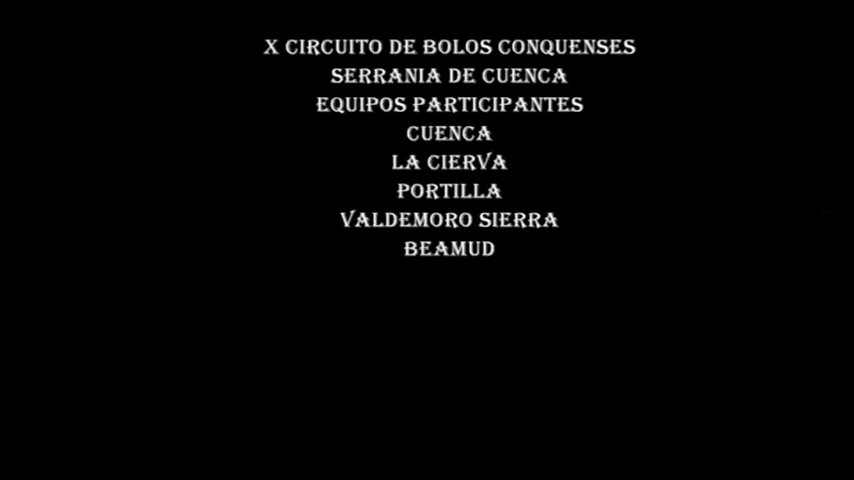 X CIRCUITO DE BOLOS CONQUENSES
SERRANIA DE CUENCA
EQUIPOS PARTICIPANTES
CUENCA
LA CIERVA
PORTILLA
VALDEMORO SIERRA
BEAMUD